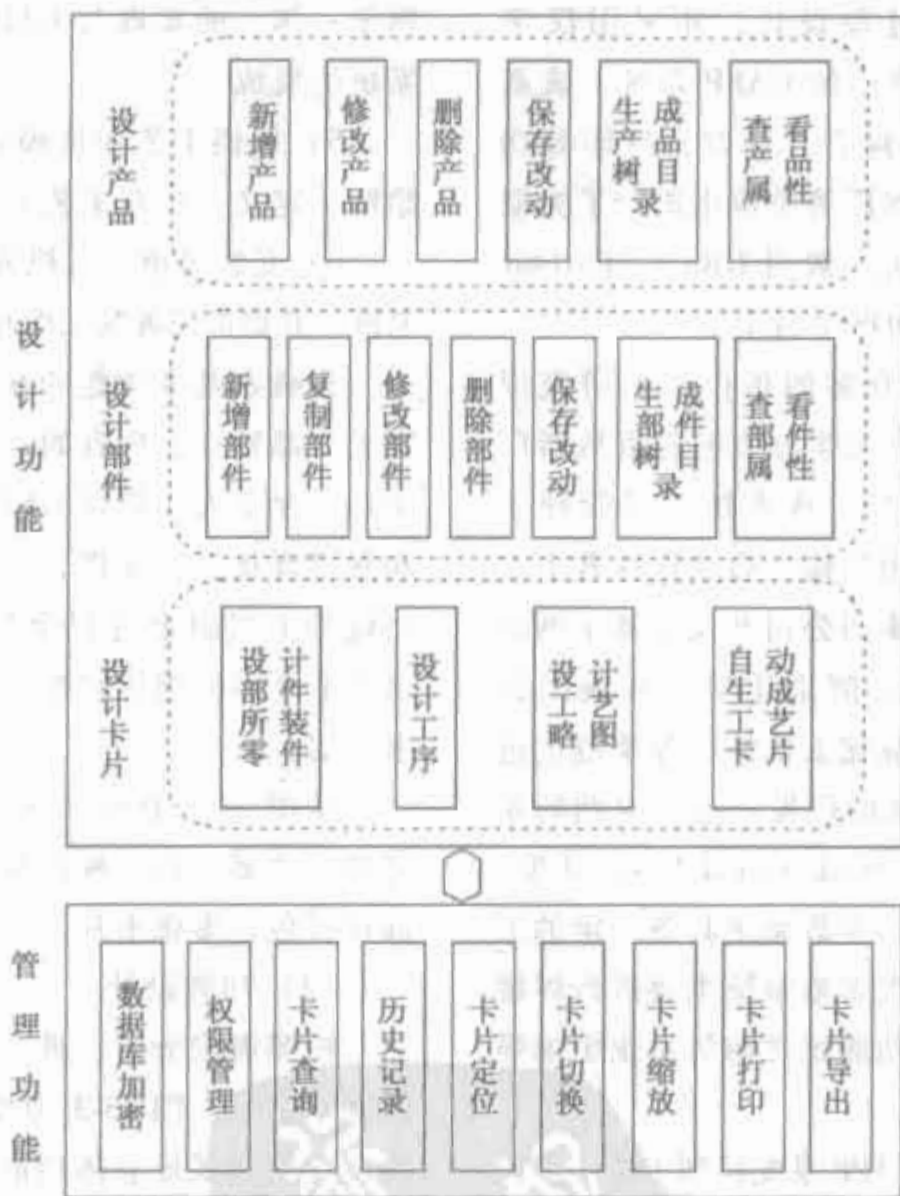 设计功能
设计产品
新增产品
修改产品
删除产品
保存改动
生成产品树目录
查看产品属性
设计部件
新增部件
复制部件
修改部件
删除部件
保存改动
生成部件树目录
查看部件属性
设计卡片
设计部件所装零件
设计工序
设计工艺略图
自动生成工艺卡片
管理功能
数据库加密
权限管理
卡片查询
历史记录
卡片定位
卡片切换
卡片缩放
卡片打印
卡片导出